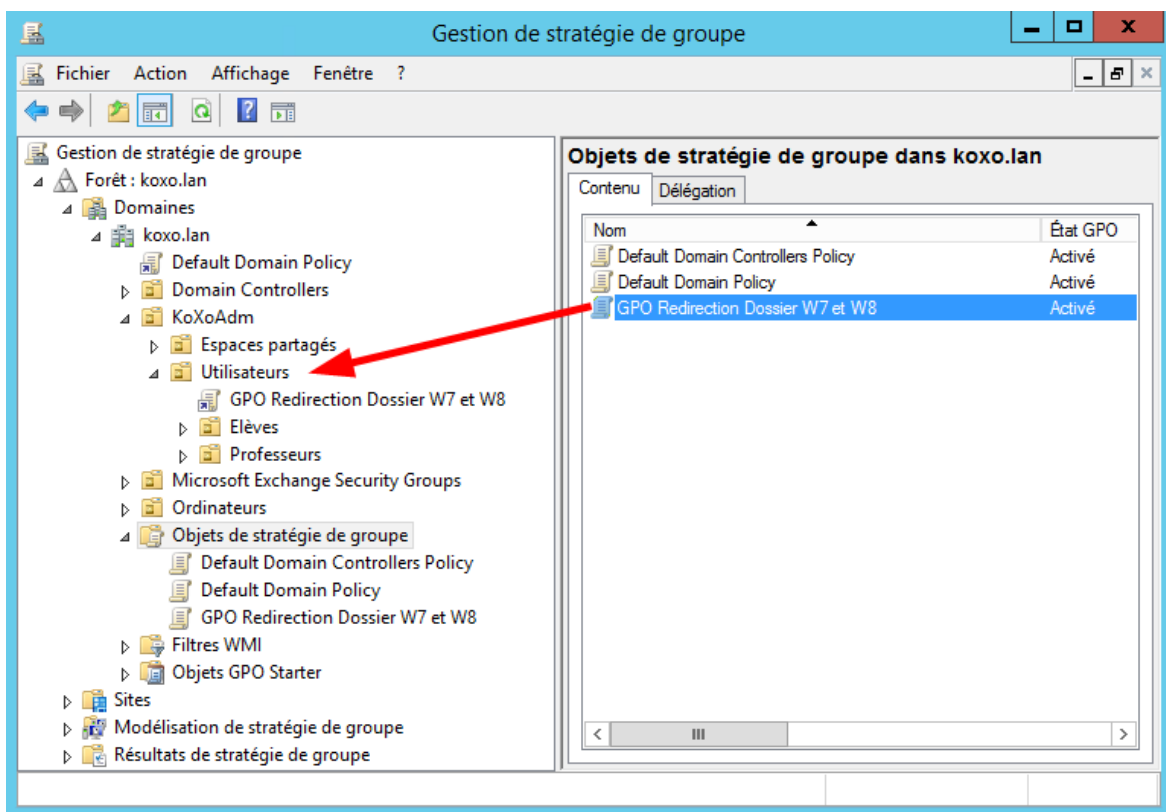 Gestion de stratégie de groupe
Fichier Action Affichage Fenêtre ?
Gestion de stratégie de groupe
Forêt : koxo.lan
Domaines
koxo.lan
Default Domain Policy
Domain Controllers
KoXoAdm
Espaces partagés
Utilisateurs
GPO Redirection Dossier W7 et W8
Elèves
Professeurs
Microsoft Exchange Security Groups
Ordinateurs
Objets de stratégie de groupe
Default Domain Controllers Policy
Default Domain Policy
GPO Redirection Dossier W7 et W8
Filtres WMI
Objets GPO Starter
Sites
Modélisation de stratégie de groupe
Résultats de stratégie de groupe
Objets de stratégie de groupe dans koxo.lan
Contenu Délégation
Nom État GPO
Default Domain Controllers Policy Activé
Default Domain Policy Activé
GPO Redirection Dossier W7 et W8 Activé